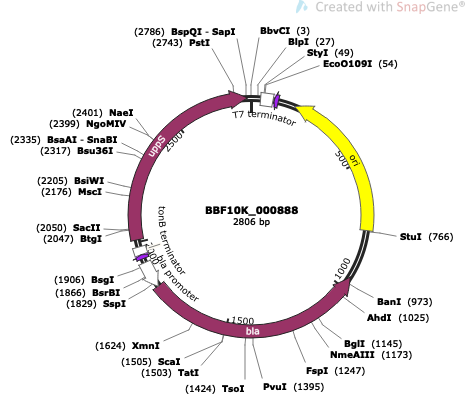 Created with SnapGene®
(2786) BspQI - SapI
(2743) PstI
BbvCI (3)
BlpI (27)
StyI (49)
EcoO109I (54)
T7 terminator
(2401) NaeI
(2399) NgoMIV
(2335) BsaAI - SnaBI
(2317) Bsu36I
(2205) BsiWI
(2176) MscI
(2050) SacII
(2047) BtgI
uppS
2500
500
ori
BBF10K_000888
2806 bp
StuI (766)
tonB terminator
bla promoter
2000
1000
(1906) BsgI
(1866) BsrBI
(1829) SspI
BanI (973)
AhdI (1025)
1500
bla
(1624) XmnI
(1505) ScaI
(1503) TatI
(1424) TsoI
BglI (1145)
NmeAIII (1173)
FspI (1247)
PvuI (1395)